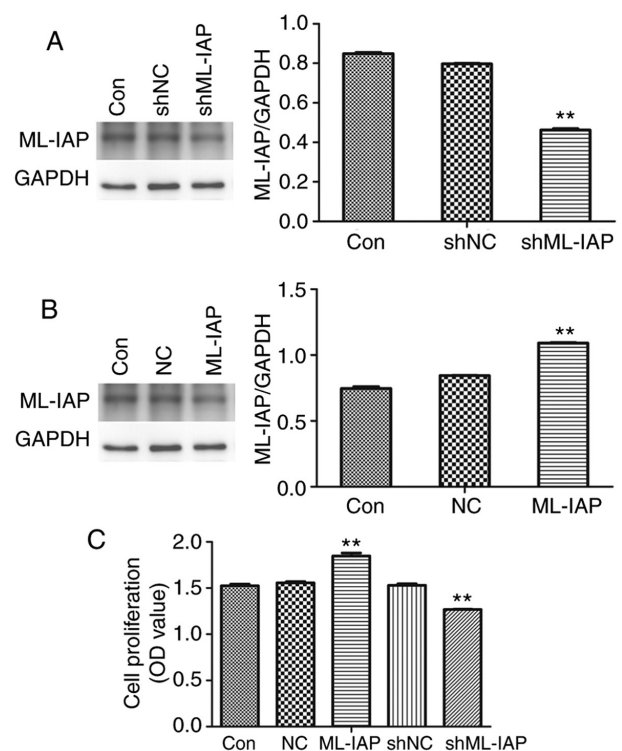 A
Con
shNC
shML-IAP
ML-IAP
GAPDH
ML-IAP/GAPDH
1.0
0.8
0.6
0.4
0.2
0.0
**
Con shNC shML-IAP
B
Con
NC
ML-IAP
ML-IAP
GAPDH
ML-IAP/GAPDH
1.5
1.0
0.5
0.0
**
Con NC ML-IAP
C
Cell proliferation
(OD value)
2.0
1.5
1.0
0.5
0.0
**
**
Con NC ML-IAP shNC shML-IAP